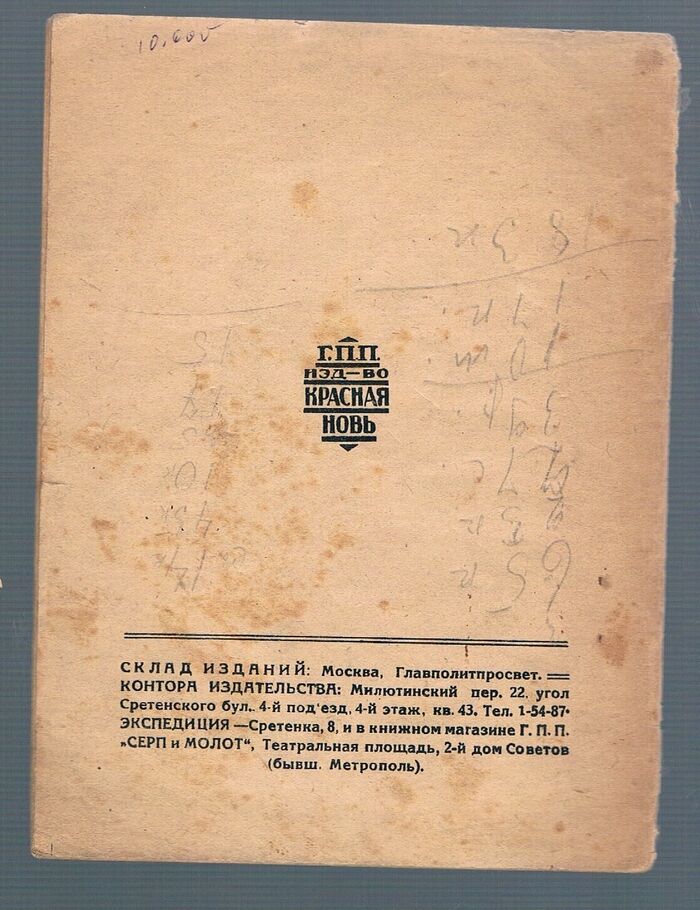 10.000
Г.П.П.
ИЗД-ВО
КРАСНАЯ
НОВЬ
СКЛАД ИЗДАНИЙ: Москва, Главполитпросвет.
КОНТОРА ИЗДАТЕЛЬСТВА: Милютинский пер. 22, угол
Сретенского бул., 4-й под'езд, 4-й этаж, кв. 43. Тел. 1-54-87.
ЭКСПЕДИЦИЯ—Сретенка, 8, и в книжном магазине Г. П. П.
„СЕРП и МОЛОТ“, Театральная площадь, 2-й дом Советов
(бывш. Метрополь).